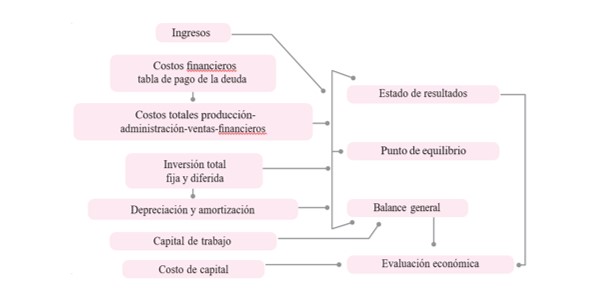 Ingresos
Costos financieros
tabla de pago de la deuda
Costos totales producción-
administración-ventas-financieros
Inversión total
fija y diferida
Depreciación y amortización
Capital de trabajo
Costo de capital
Estado de resultados
Punto de equilibrio
Balance general
Evaluación económica